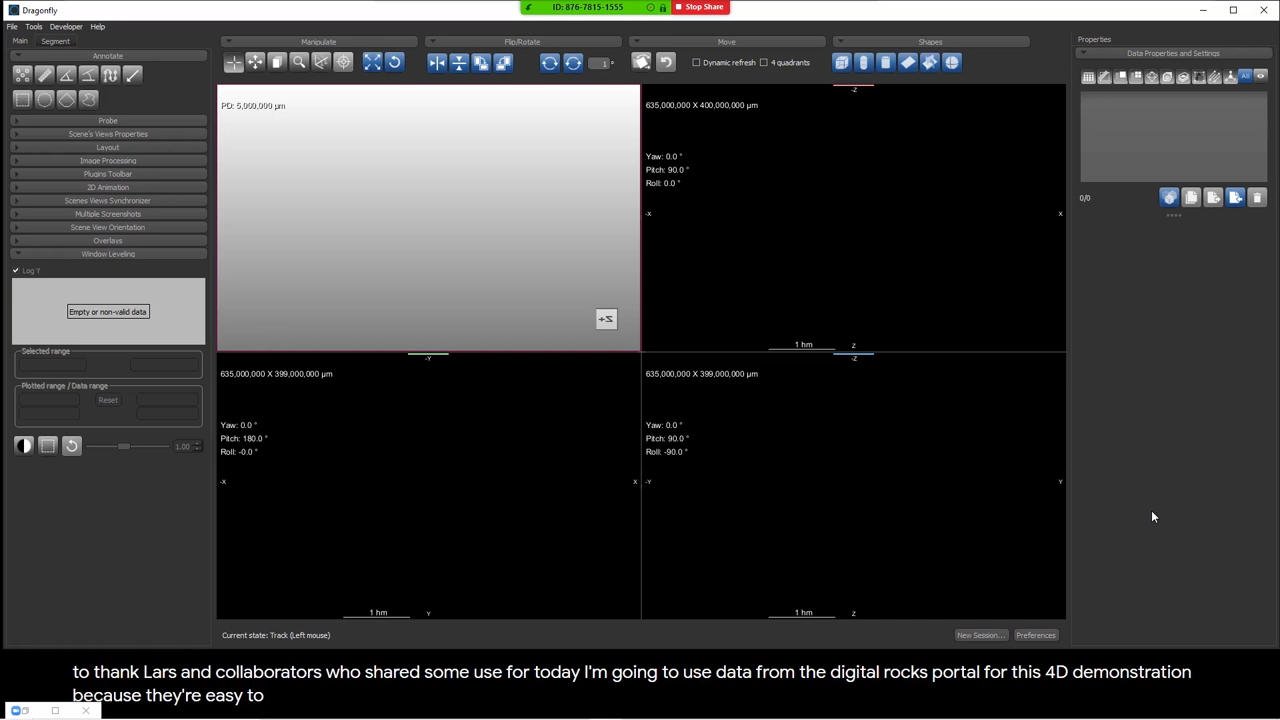 Dragonfly
ID: 876-7815-1555
Stop Share
File Tools Developer Help
Main Segment
Annotate
Probe
Scene's Views Properties
Layout
Image Processing
Plugins Toolbar
2D Animation
Scenes Views Synchronizer
Multiple Screenshots
Scene View Orientation
Overlays
Window Leveling
Log Y
Empty or non-valid data
Selected range
Plotted range / Data range
Reset
1.00
Manipulate
Flip/Rotate
Move
Shapes
1 °
Dynamic refresh
4 quadrants
PD: 5,000,000 µm
+Z
-Z
635,000,000 X 400,000,000 µm
Yaw: 0.0 °
Pitch: 90.0 °
Roll: 0.0 °
-X
X
1 hm
Z
-Y
635,000,000 X 399,000,000 µm
Yaw: 0.0 °
Pitch: 180.0 °
Roll: -0.0 °
-X
X
1 hm
Y
-Z
635,000,000 X 399,000,000 µm
Yaw: 0.0 °
Pitch: 90.0 °
Roll: -90.0 °
-Y
Y
1 hm
Z
Current state: Track (Left mouse)
New Session...
Preferences
Properties
Data Properties and Settings
All
0/0
to thank Lars and collaborators who shared some use for today I'm going to use data from the digital rocks portal for this 4D demonstration
because they're easy to